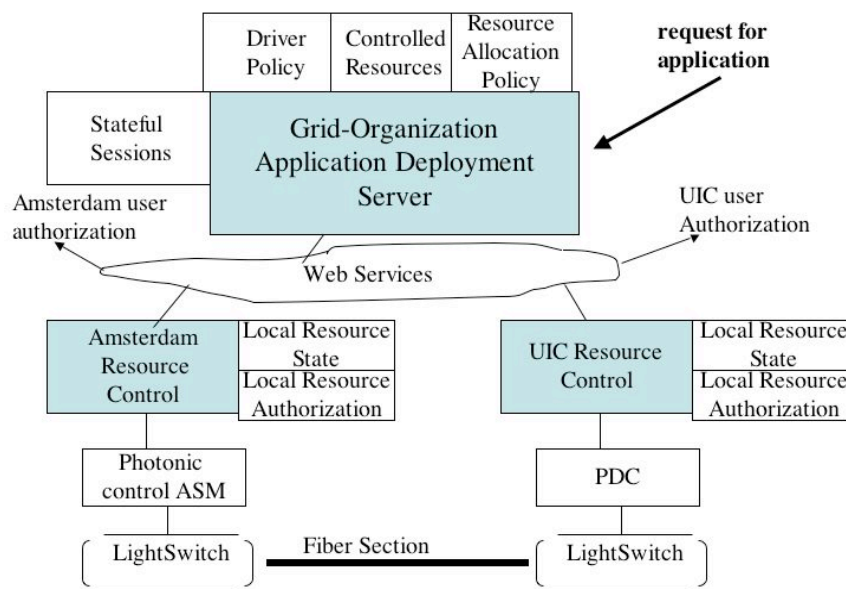 Driver
Policy
Controlled
Resources
Resource
Allocation
Policy
request for
application
Stateful
Sessions
Grid-Organization
Application Deployment
Server
Amsterdam user
authorization
UIC user
Authorization
Web Services
Amsterdam
Resource
Control
Local Resource
State
Local Resource
Authorization
UIC Resource
Control
Local Resource
State
Local Resource
Authorization
Photonic
control ASM
PDC
LightSwitch
Fiber Section
LightSwitch